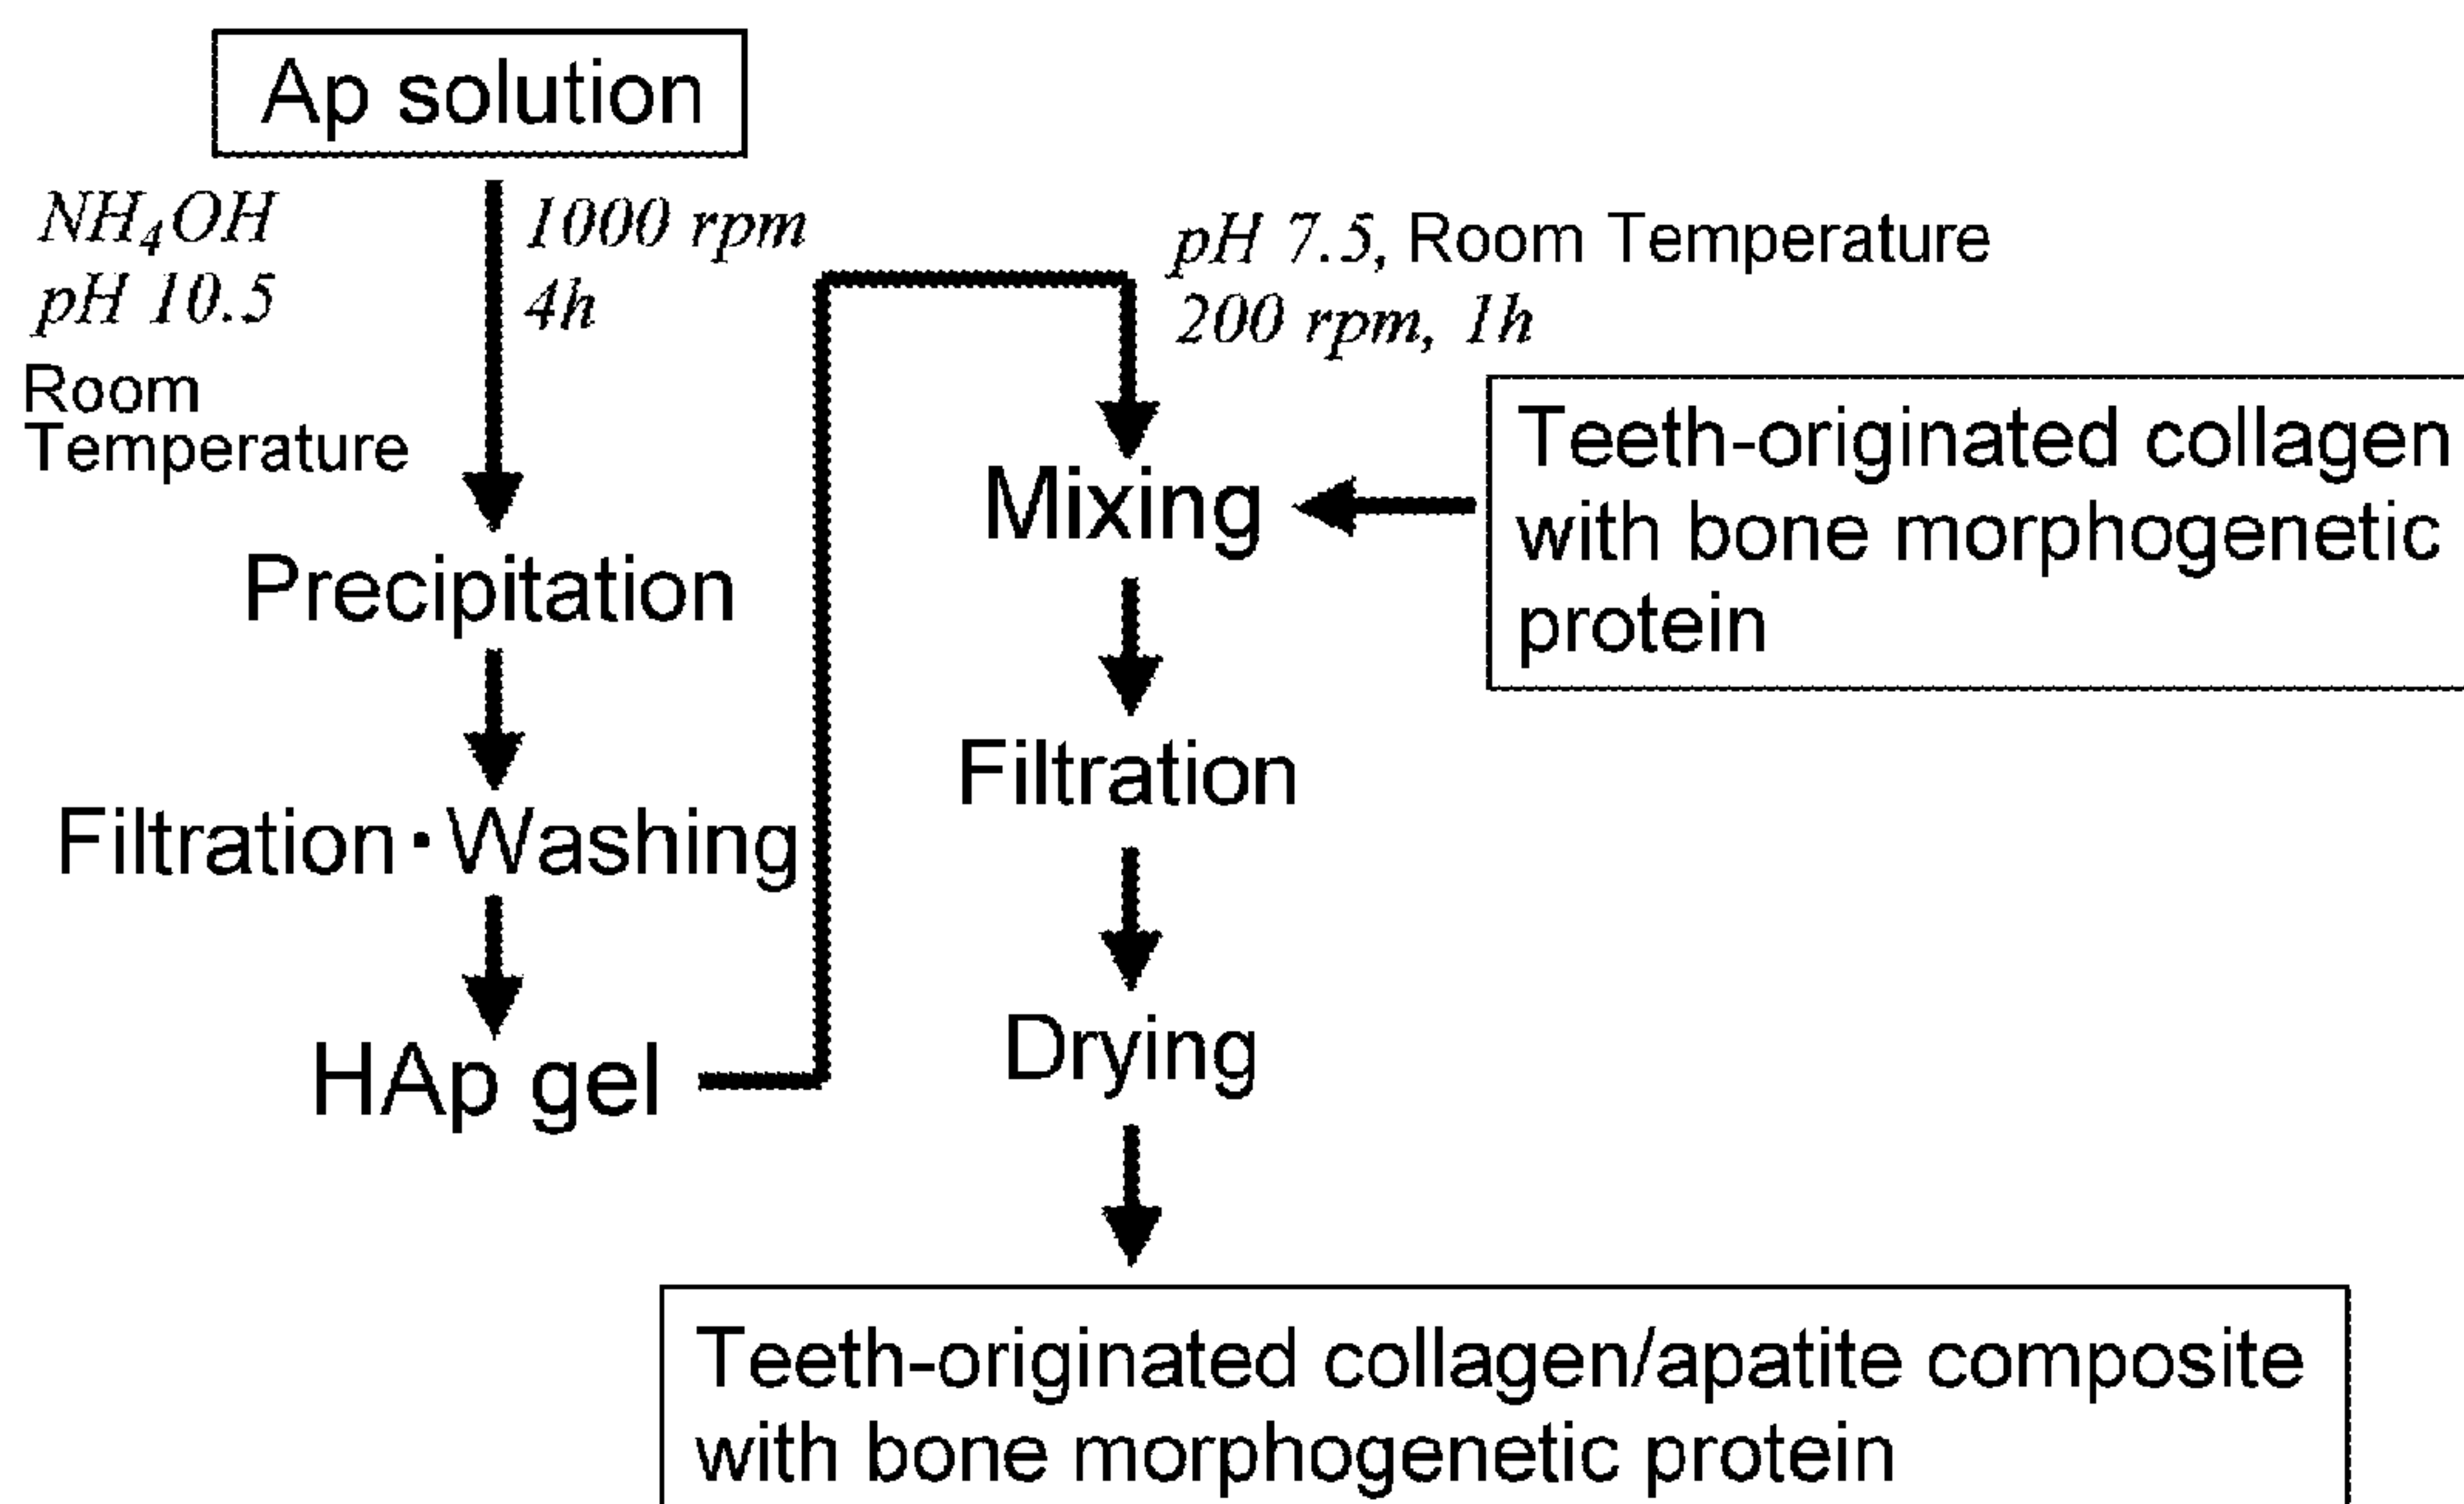 Ap solution
NH₄OH
pH 10.5
Room
Temperature
1000 rpm
4h
Precipitation
Filtration·Washing
HAp gel
pH 7.5, Room Temperature
200 rpm, 1h
Mixing
Teeth-originated collagen
with bone morphogenetic
protein
Filtration
Drying
Teeth-originated collagen/apatite composite
with bone morphogenetic protein